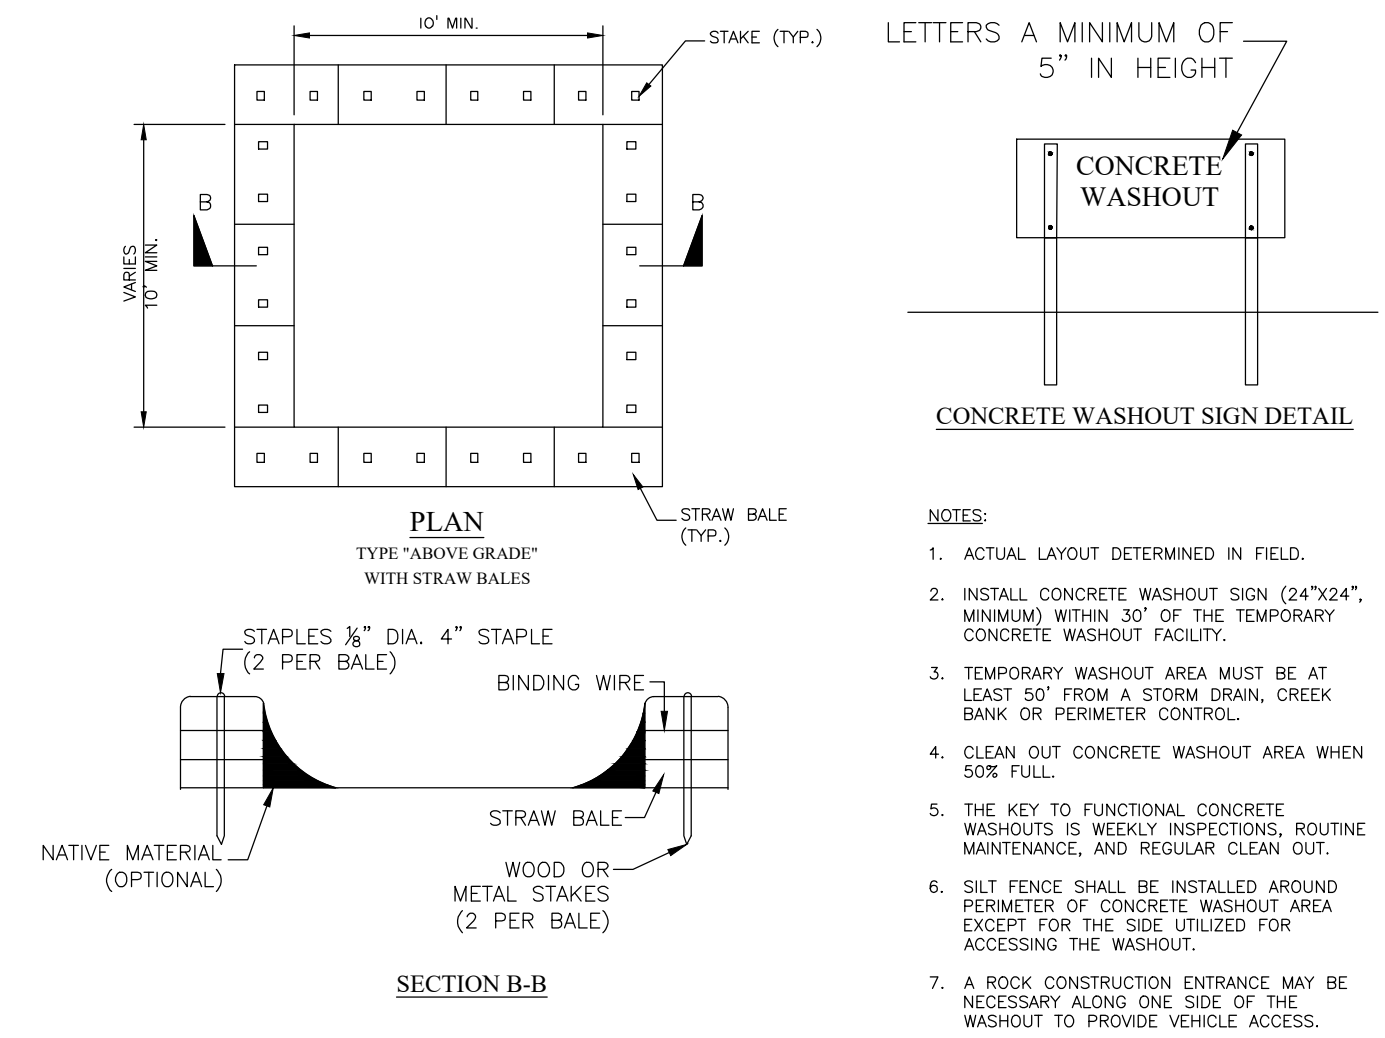 10' MIN.
STAKE (TYP.)
VARIES
10' MIN.
B
B
STRAW BALE
(TYP.)
PLAN
TYPE "ABOVE GRADE"
WITH STRAW BALES
STAPLES ⅛” DIA. 4” STAPLE
(2 PER BALE)
BINDING WIRE
STRAW BALE
NATIVE MATERIAL
(OPTIONAL)
WOOD OR
METAL STAKES
(2 PER BALE)
SECTION B-B
LETTERS A MINIMUM OF
5” IN HEIGHT
CONCRETE
WASHOUT
CONCRETE WASHOUT SIGN DETAIL
NOTES:
1. ACTUAL LAYOUT DETERMINED IN FIELD.
2. INSTALL CONCRETE WASHOUT SIGN (24”X24”,
MINIMUM) WITHIN 30’ OF THE TEMPORARY
CONCRETE WASHOUT FACILITY.
3. TEMPORARY WASHOUT AREA MUST BE AT
LEAST 50’ FROM A STORM DRAIN, CREEK
BANK OR PERIMETER CONTROL.
4. CLEAN OUT CONCRETE WASHOUT AREA WHEN
50% FULL.
5. THE KEY TO FUNCTIONAL CONCRETE
WASHOUTS IS WEEKLY INSPECTIONS, ROUTINE
MAINTENANCE, AND REGULAR CLEAN OUT.
6. SILT FENCE SHALL BE INSTALLED AROUND
PERIMETER OF CONCRETE WASHOUT AREA
EXCEPT FOR THE SIDE UTILIZED FOR
ACCESSING THE WASHOUT.
7. A ROCK CONSTRUCTION ENTRANCE MAY BE
NECESSARY ALONG ONE SIDE OF THE
WASHOUT TO PROVIDE VEHICLE ACCESS.